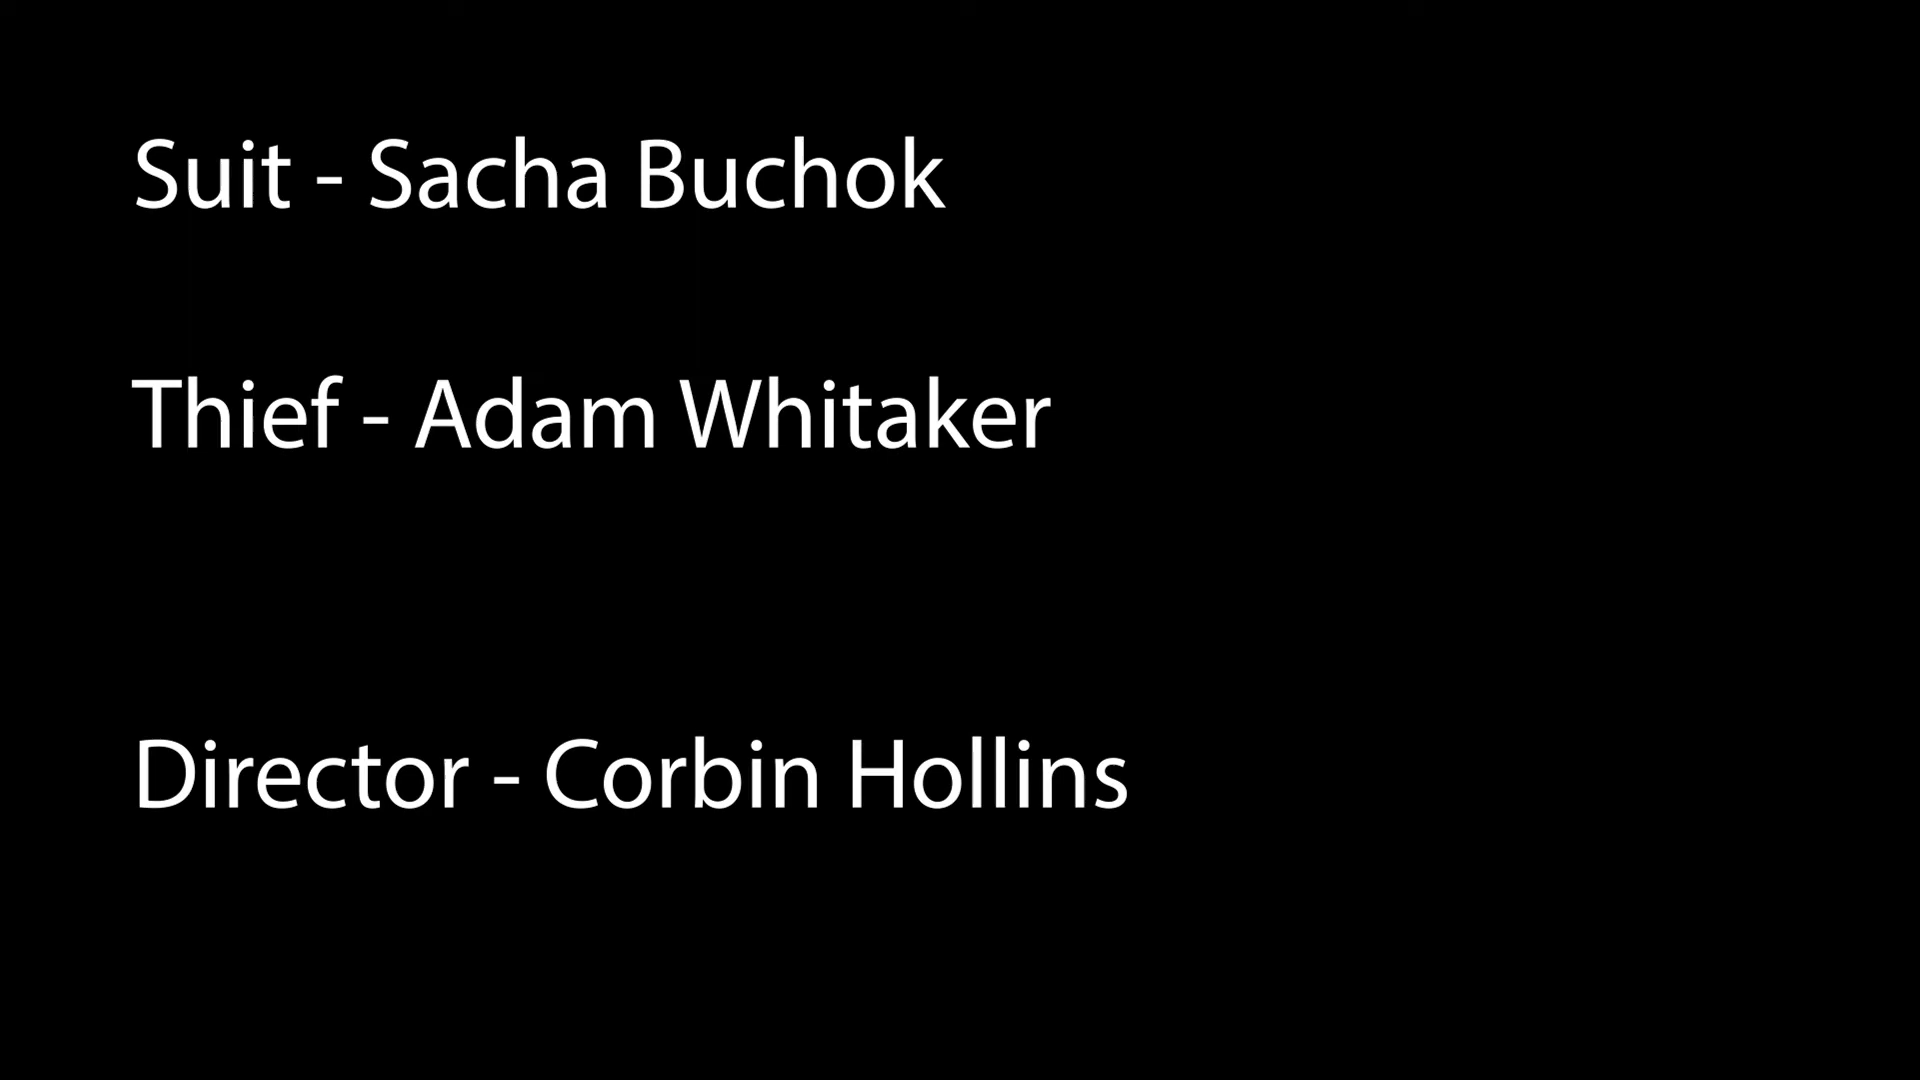 Suit - Sacha Buchok
Thief - Adam Whitaker
Director - Corbin Hollins